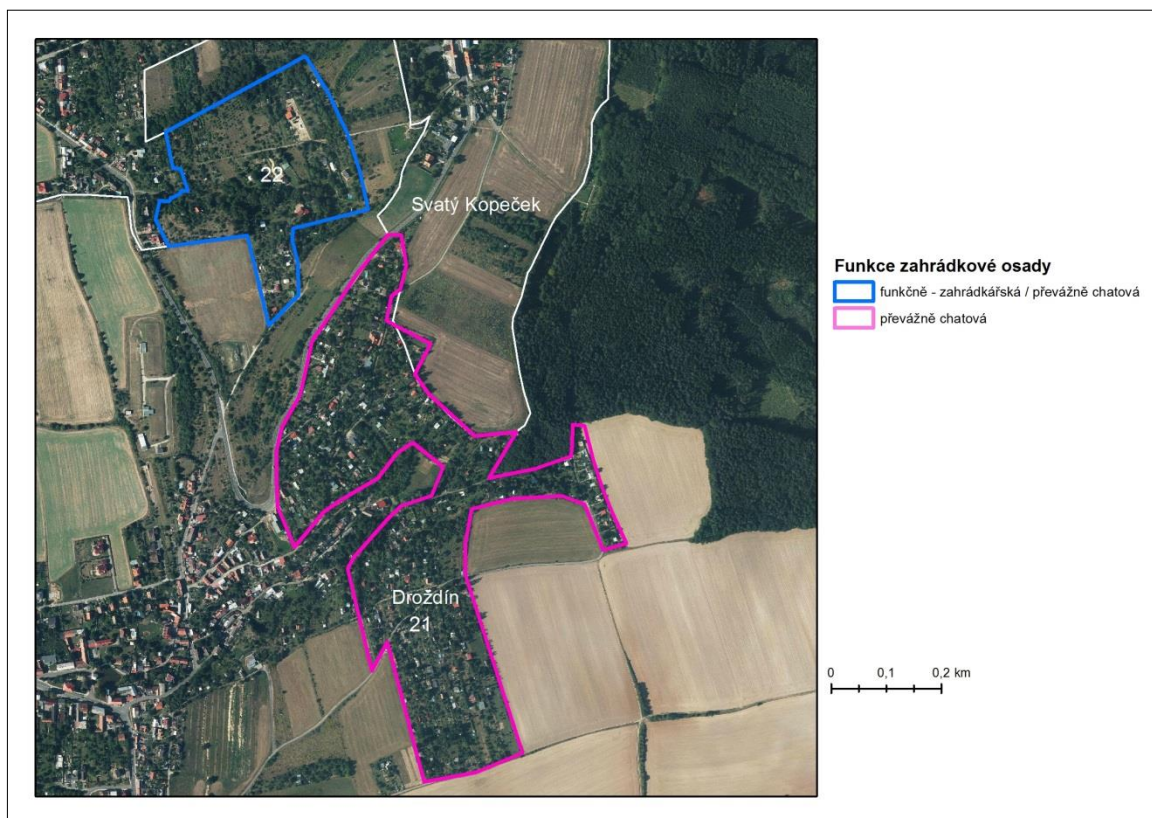 22
Svatý Kopeček
Droždín
21
Funkce zahrádkové osady
funkčně - zahrádkářská / převážně chatová
převážně chatová
0 0,1 0,2 km